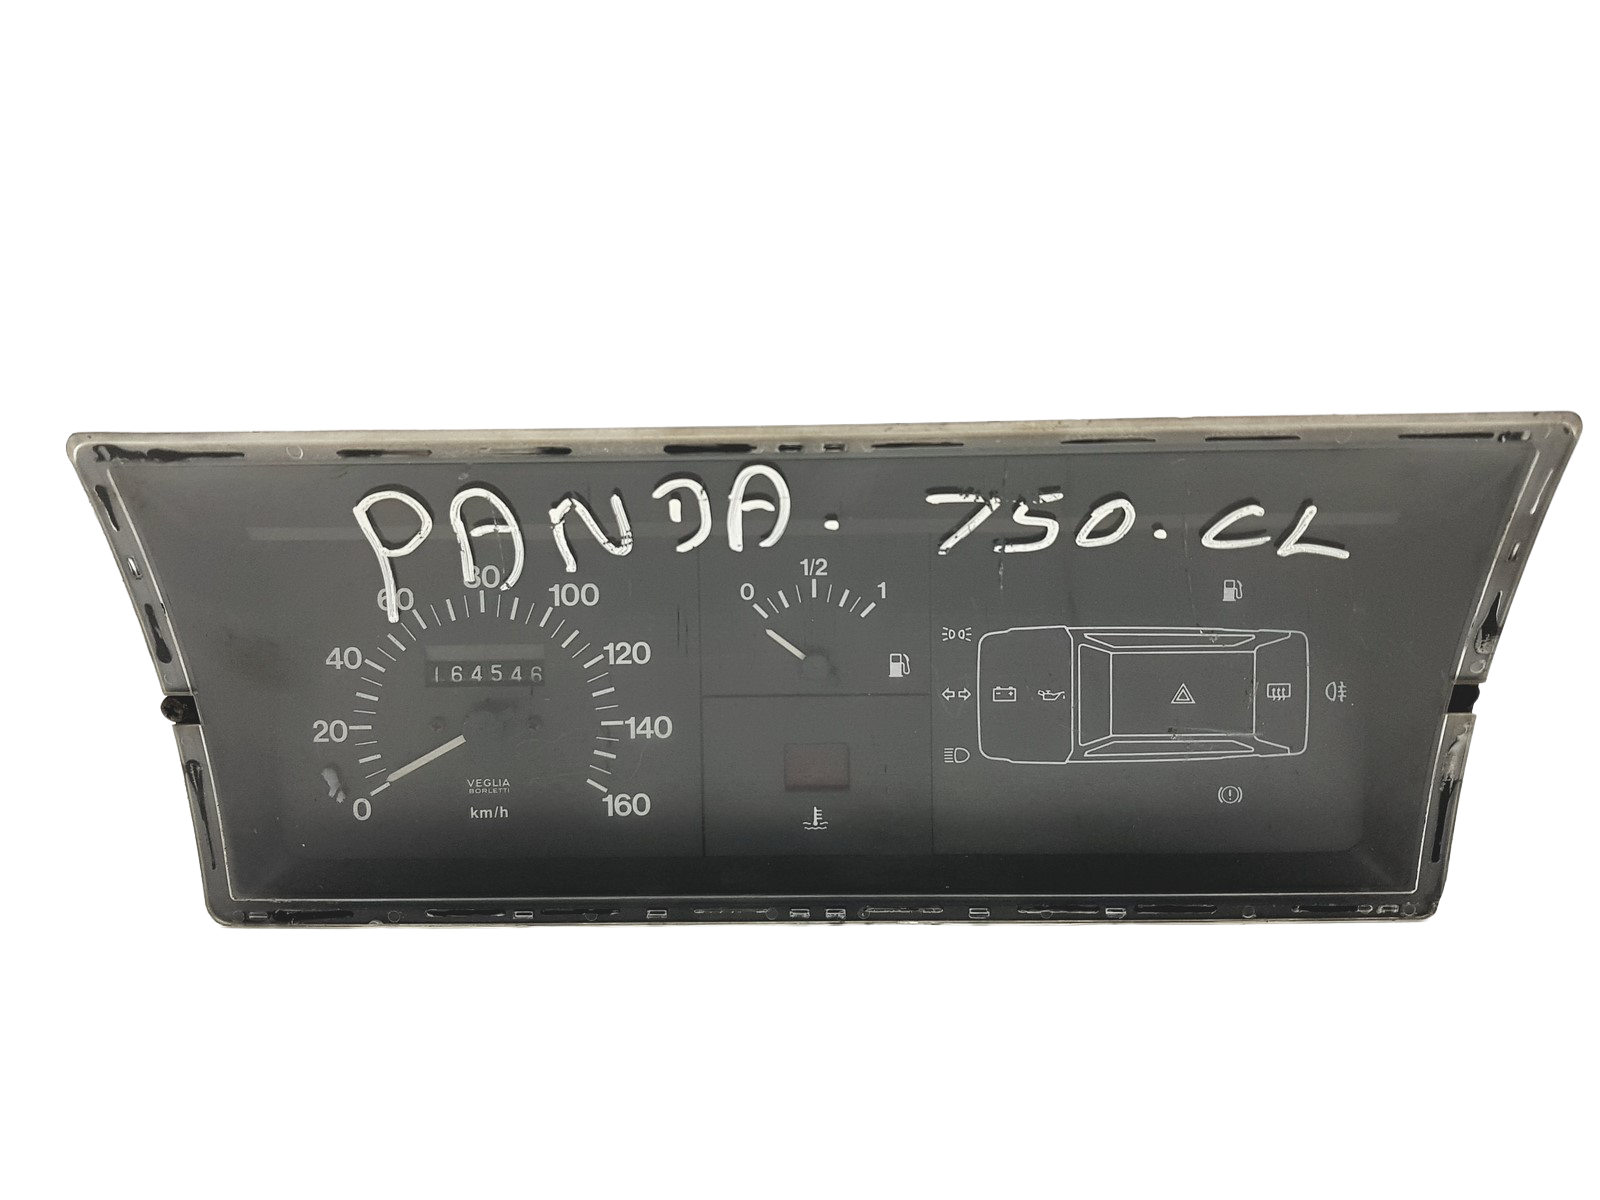 PANDA. 750.CL
0 20 40 60 80 100 120 140 160
164546
VEGLIA
BORLETTI
km/h
0 1/2 1